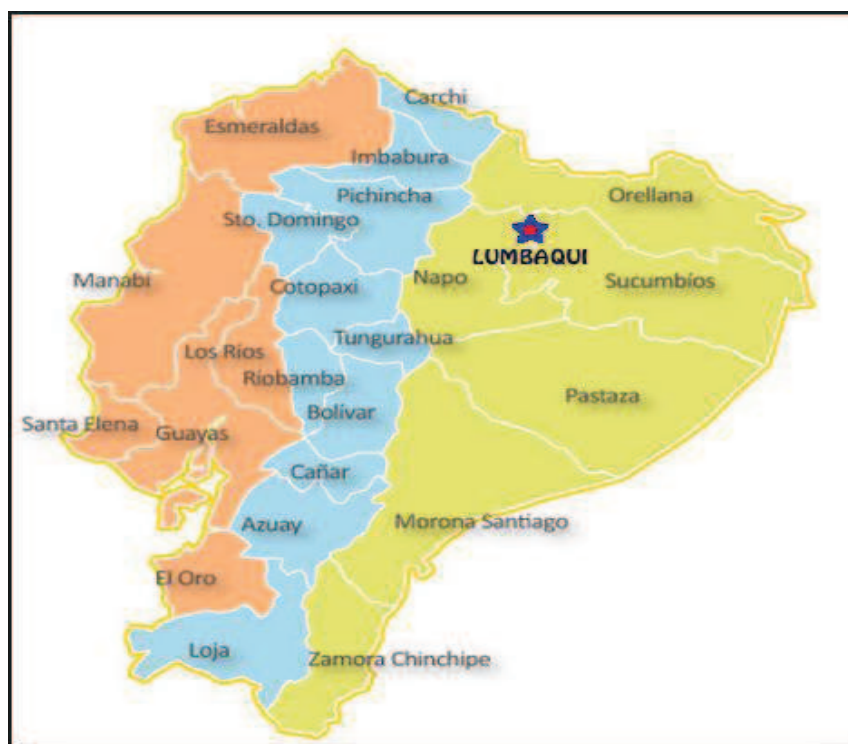 Carchi
Esmeraldas
Imbabura
Pichincha
Orellana
Sto. Domingo
LUMBAQUI
Manabí
Cotopaxi
Napo
Sucumbíos
Tungurahua
Los Ríos
Riobamba
Pastaza
Bolívar
Santa Elena
Guayas
Cañar
Azuay
Morona Santiago
El Oro
Loja
Zamora Chinchipe